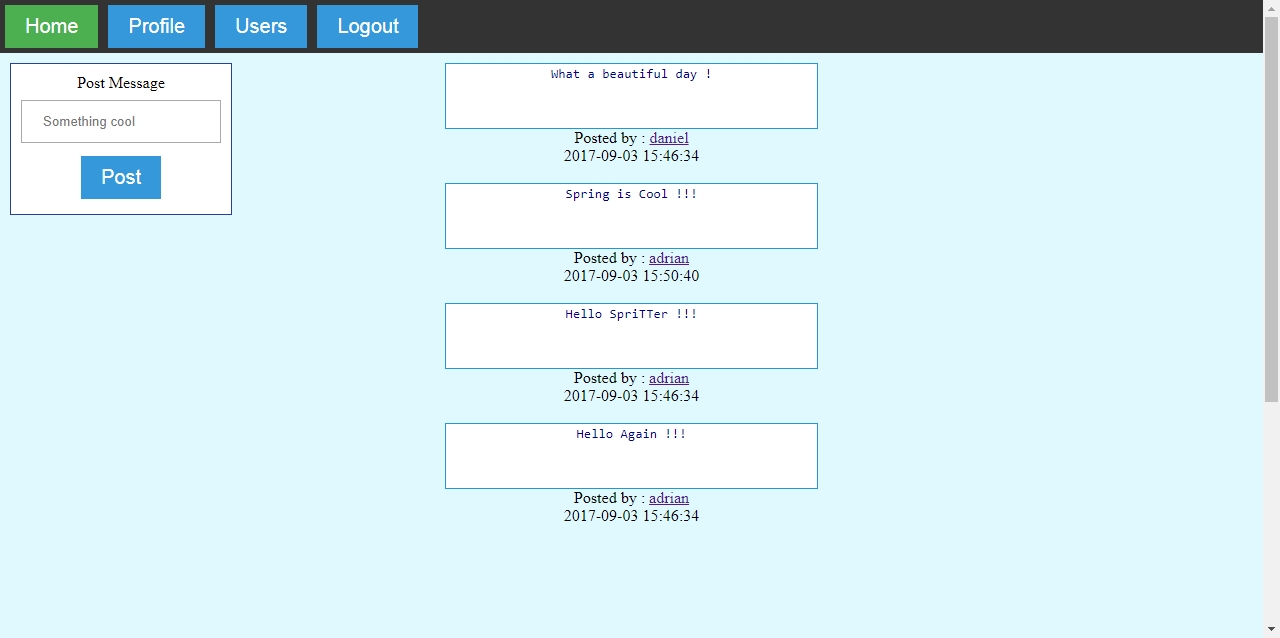 Home Profile Users Logout
Post Message
Something cool
Post
What a beautiful day !
Posted by : daniel
2017-09-03 15:46:34
Spring is Cool !!!
Posted by : adrian
2017-09-03 15:50:40
Hello SpriTTer !!!
Posted by : adrian
2017-09-03 15:46:34
Hello Again !!!
Posted by : adrian
2017-09-03 15:46:34